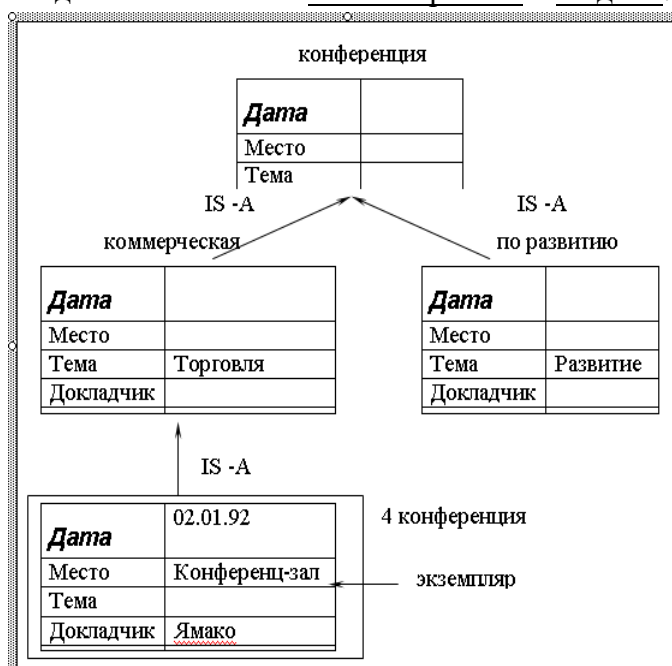 конференция
Дата
Место
Тема
IS -A IS -A
коммерческая по развитию
Дата Дата
Место Место
Тема Торговля Тема Развитие
Докладчик Докладчик
IS -A
02.01.92 4 конференция
Дата
Место Конференц-зал экземпляр
Тема
Докладчик Ямако